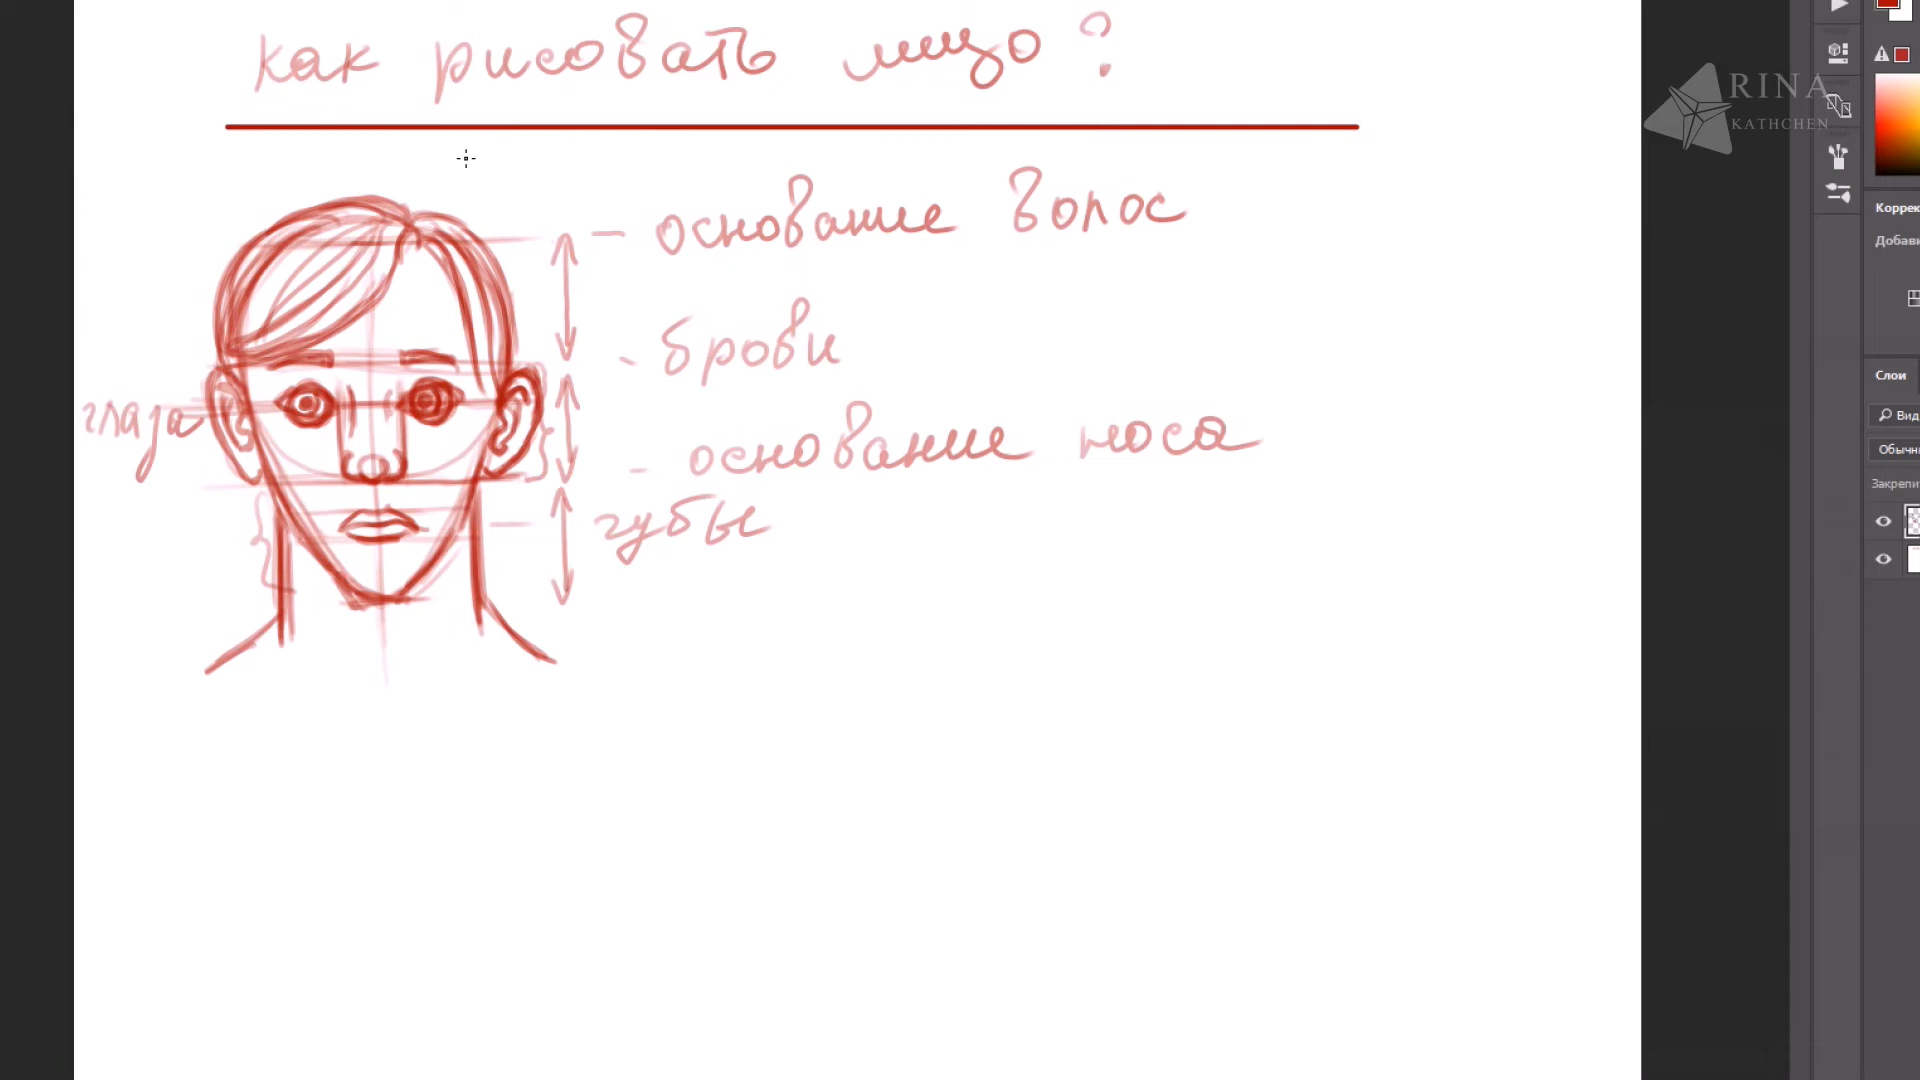 как рисовать лицо?
RINA
KATHCHEN
- основание волос
Коррек
Добави
- брови
Слои
глаза
Вид
- основание носа
Обычн
Закрепи
губы